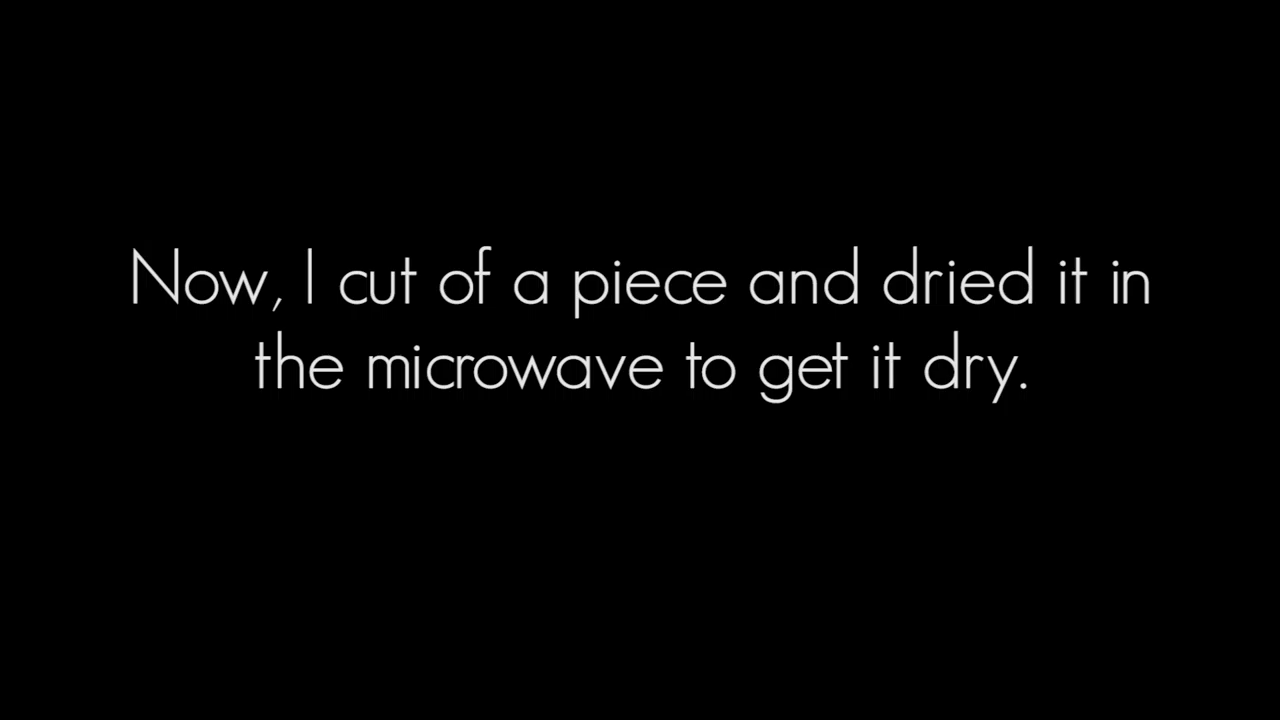 Now, I cut of a piece and dried it in
the microwave to get it dry.